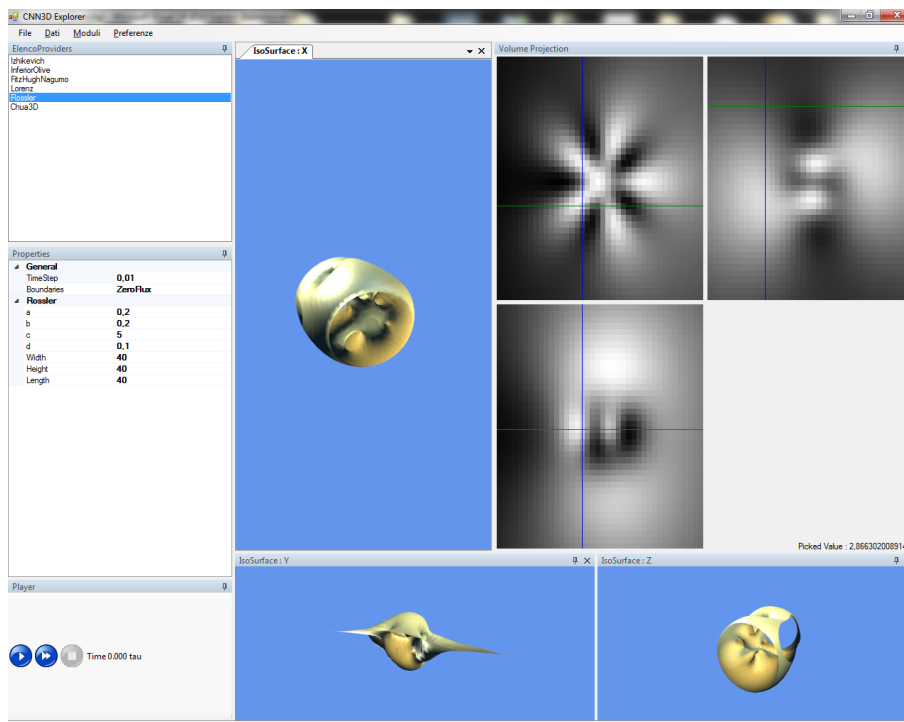 CNN3D Explorer
File Dati Moduli Preferenze
ElencoProviders
Izhikevich
InferiorOlive
FitzHughNagumo
Lorenz
Rossler
Chua3D
Properties
General
TimeStep 0,01
Boundaries ZeroFlux
Rossler
a 0,2
b 0,2
c 5
d 0,1
Width 40
Height 40
Length 40
Player
Time 0.000 tau
IsoSurface : X
Volume Projection
Picked Value : 2,866302008914
IsoSurface : Y
IsoSurface : Z